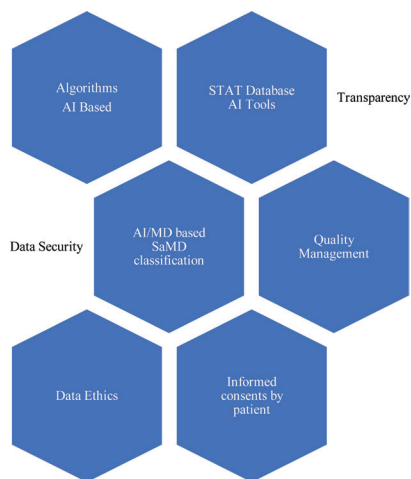 Algorithms
AI Based
STAT Database
AI Tools
Transparency
Data Security
AI/MD based
SaMD
classification
Quality
Management
Data Ethics
Informed
consents by
patient